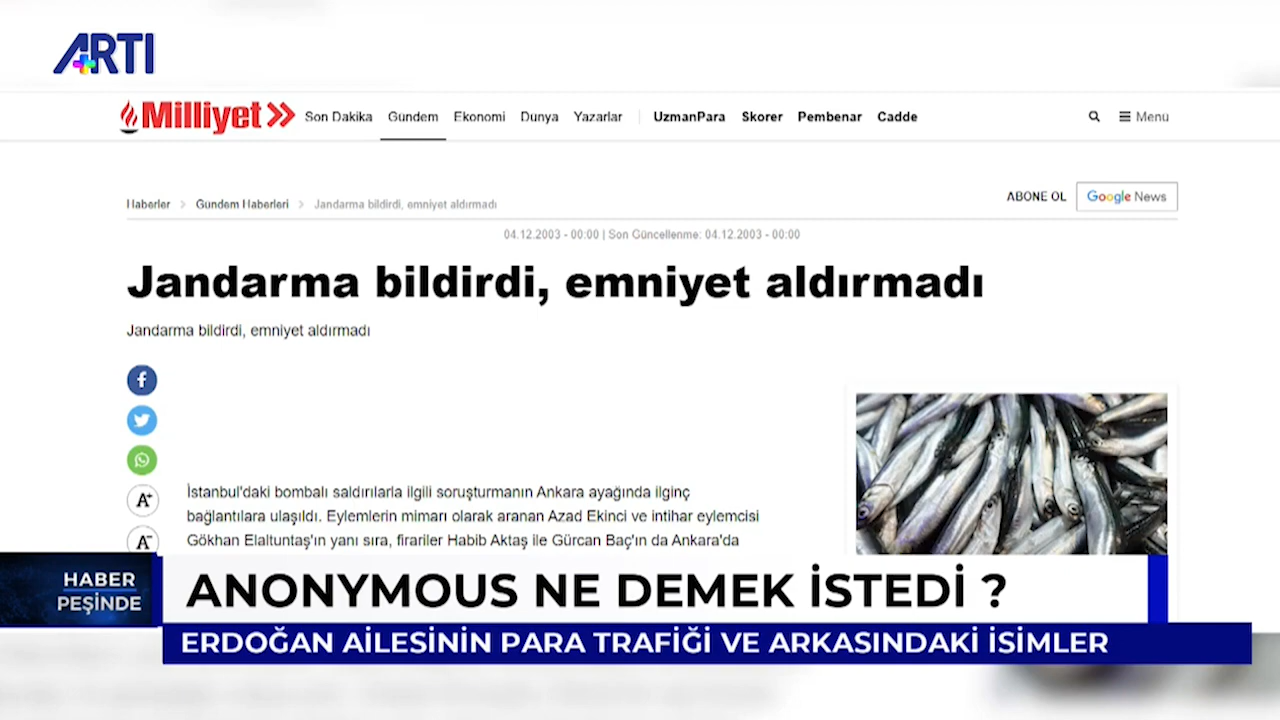 ARTI
Milliyet
Son Dakika Gündem Ekonomi Dünya Yazarlar UzmanPara Skorer Pembenar Cadde Menü
Haberler > Gündem Haberleri > Jandarma bildirdi, emniyet aldırmadı
ABONE OL Google News
04.12.2003 - 00:00 | Son Güncellenme: 04.12.2003 - 00:00
Jandarma bildirdi, emniyet aldırmadı
Jandarma bildirdi, emniyet aldırmadı
A+
İstanbul'daki bombalı saldırılarla ilgili soruşturmanın Ankara ayağında ilginç
bağlantılara ulaşıldı. Eylemlerin mimarı olarak aranan Azad Ekinci ve intihar eylemcisi
A-
Gökhan Elaltuntaş'ın yanı sıra, firariler Habib Aktaş ile Gürcan Baç'ın da Ankara'da
HABER
PEŞİNDE
ANONYMOUS NE DEMEK İSTEDİ ?
ERDOĞAN AİLESİNİN PARA TRAFİĞİ VE ARKASINDAKİ İSİMLER